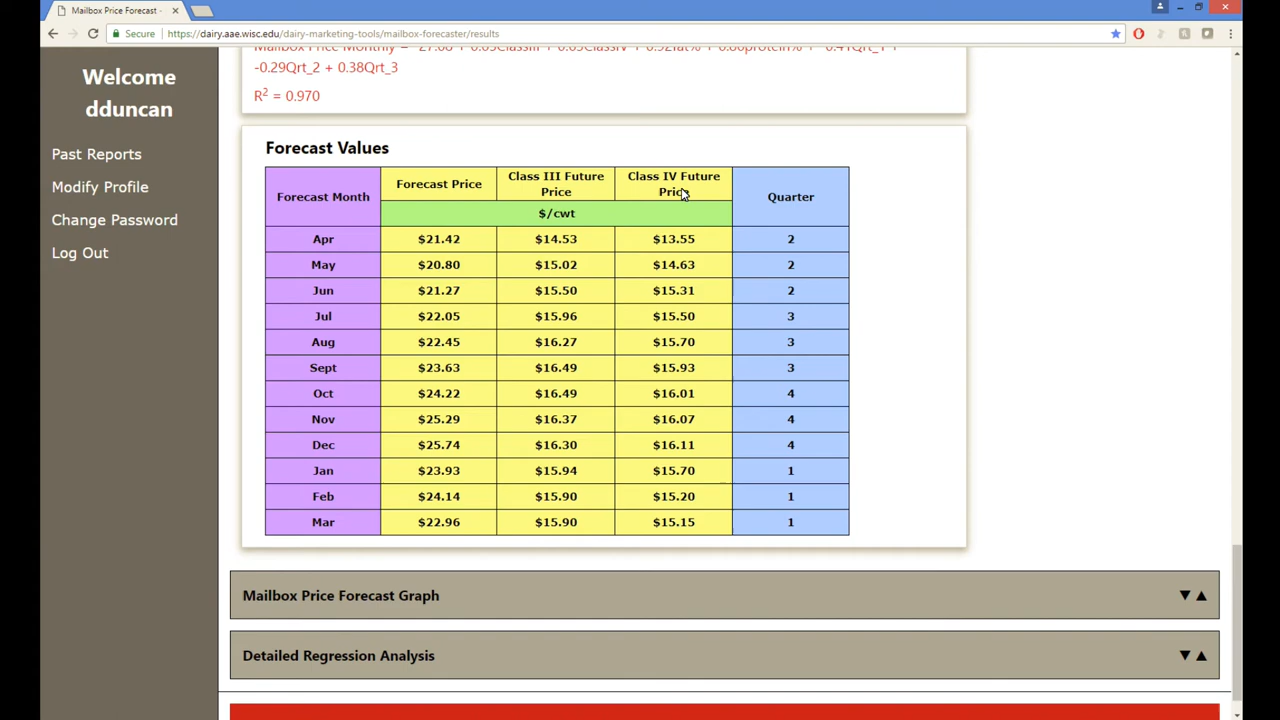 Mailbox Price Forecast -
Secure https://dairy.aae.wisc.edu/dairy-marketing-tools/mailbox-forecaster/results
Welcome
dduncan
Past Reports
Modify Profile
Change Password
Log Out
-0.29Qrt_2 + 0.38Qrt_3
R2 = 0.970
Forecast Values
Forecast Month Forecast Price Class III Future Price Class IV Future Price Quarter
$/cwt
Apr $21.42 $14.53 $13.55 2
May $20.80 $15.02 $14.63 2
Jun $21.27 $15.50 $15.31 2
Jul $22.05 $15.96 $15.50 3
Aug $22.45 $16.27 $15.70 3
Sept $23.63 $16.49 $15.93 3
Oct $24.22 $16.49 $16.01 4
Nov $25.29 $16.37 $16.07 4
Dec $25.74 $16.30 $16.11 4
Jan $23.93 $15.94 $15.70 1
Feb $24.14 $15.90 $15.20 1
Mar $22.96 $15.90 $15.15 1
Mailbox Price Forecast Graph
Detailed Regression Analysis